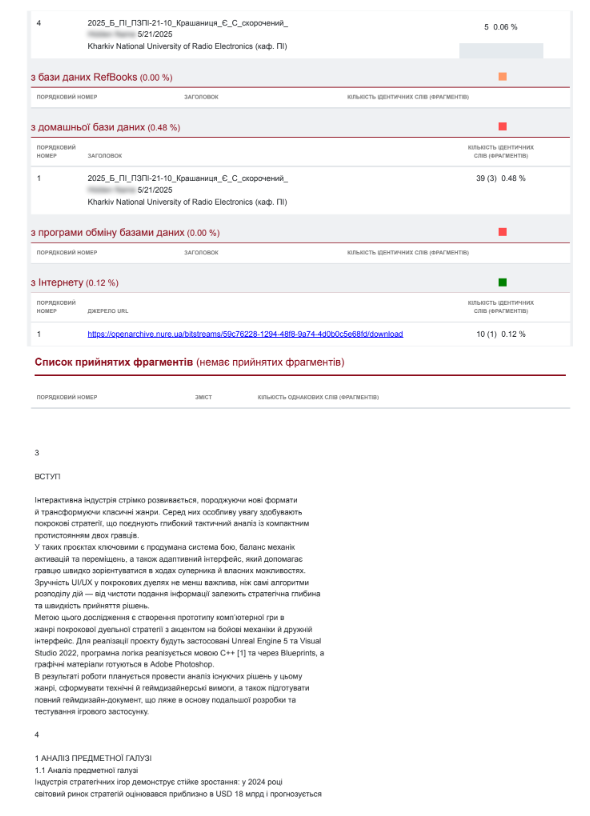 4
2025_Б_ПІ_ПЗПІ-21-10_Крашаниця_Є_С_скорочений_
5/21/2025
Kharkiv National University of Radio Electronics (каф. ПІ)
5 0.06 %
з бази даних RefBooks (0.00 %)
ПОРЯДКОВИЙ НОМЕР ЗАГОЛОВОК КІЛЬКІСТЬ ІДЕНТИЧНИХ СЛІВ (ФРАГМЕНТІВ)
з домашньої бази даних (0.48 %)
ПОРЯДКОВИЙ НОМЕР ЗАГОЛОВОК КІЛЬКІСТЬ ІДЕНТИЧНИХ СЛІВ (ФРАГМЕНТІВ)
1
2025_Б_ПІ_ПЗПІ-21-10_Крашаниця_Є_С_скорочений_
5/21/2025
Kharkiv National University of Radio Electronics (каф. ПІ)
39 (3) 0.48 %
з програми обміну базами даних (0.00 %)
ПОРЯДКОВИЙ НОМЕР ЗАГОЛОВОК КІЛЬКІСТЬ ІДЕНТИЧНИХ СЛІВ (ФРАГМЕНТІВ)
з Інтернету (0.12 %)
ПОРЯДКОВИЙ НОМЕР ДЖЕРЕЛО URL КІЛЬКІСТЬ ІДЕНТИЧНИХ СЛІВ (ФРАГМЕНТІВ)
1 https://openarchive.nure.ua/bitstreams/59c76228-1294-48f8-9a74-4d0b0c5e68fd/download 10 (1) 0.12 %
Список прийнятих фрагментів (немає прийнятих фрагментів)
ПОРЯДКОВИЙ НОМЕР ЗМІСТ КІЛЬКІСТЬ ОДНАКОВИХ СЛІВ (ФРАГМЕНТІВ)
3
ВСТУП
Інтерактивна індустрія стрімко розвивається, породжуючи нові формати
й трансформуючи класичні жанри. Серед них особливу увагу здобувають
покрокові стратегії, що поєднують глибокий тактичний аналіз із компактним
протистоянням двох гравців.
У таких проєктах ключовими є продумана система бою, баланс механік
активацій та переміщень, а також адаптивний інтерфейс, який допомагає
гравцю швидко зорієнтуватися в ходах суперника й власних можливостях.
Зручність UI/UX у покрокових дуелях не менш важлива, ніж самі алгоритми
розподілу дій — від чистоти подання інформації залежить стратегічна глибина
та швидкість прийняття рішень.
Метою цього дослідження є створення прототипу комп'ютерної гри в
жанрі покрокової дуельної стратегії з акцентом на бойові механіки й дружній
інтерфейс. Для реалізації проєкту будуть застосовані Unreal Engine 5 та Visual
Studio 2022, програмна логіка реалізується мовою C++ [1] та через Blueprints, а
графічні матеріали готуються в Adobe Photoshop.
В результаті роботи планується провести аналіз існуючих рішень у цьому
жанрі, сформувати технічні й геймдизайнерські вимоги, а також підготувати
повний геймдизайн-документ, що ляже в основу подальшої розробки та
тестування ігрового застосунку.
4
1 АНАЛІЗ ПРЕДМЕТНОЇ ГАЛУЗІ
1.1 Аналіз предметної галузі
Індустрія стратегічних ігор демонструє стійке зростання: у 2024 році
світовий ринок стратегій оцінювався приблизно в USD 18 млрд і прогнозується